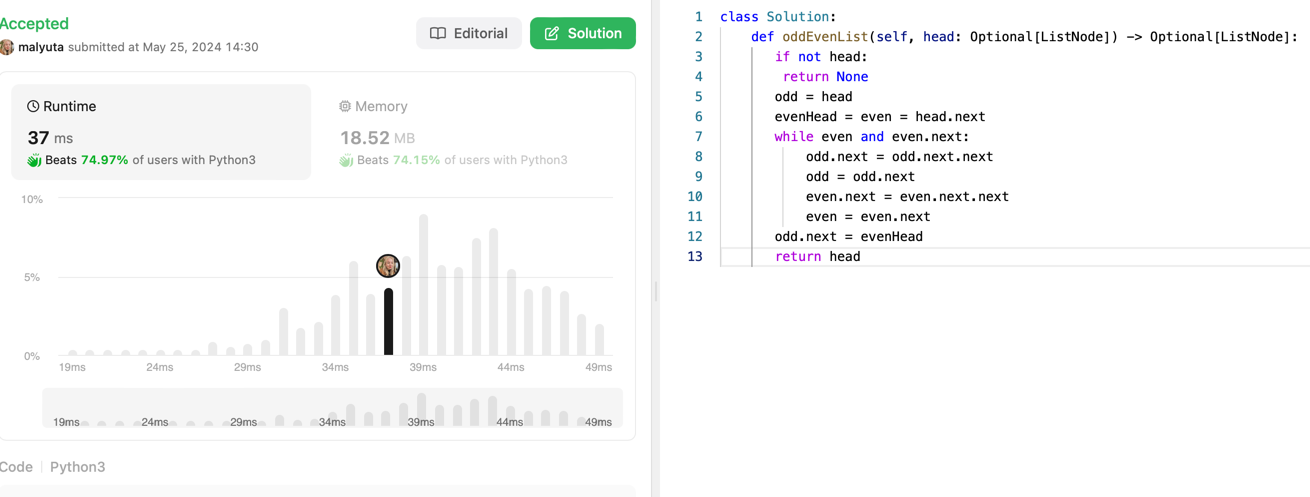 Accepted
malyuta submitted at May 25, 2024 14:30
Editorial
Solution
Runtime
37 ms
Beats 74.97% of users with Python3
Memory
18.52 MB
Beats 74.15% of users with Python3
10%
5%
0%
19ms 24ms 29ms 34ms 39ms 44ms 49ms
19ms 24ms 29ms 34ms 39ms 44ms 49ms
Code | Python3
1 class Solution:
2     def oddEvenList(self, head: Optional[ListNode]) -> Optional[ListNode]:
3        if not head:
4         return None
5        odd = head
6        evenHead = even = head.next
7        while even and even.next:
8            odd.next = odd.next.next
9            odd = odd.next
10            even.next = even.next.next
11            even = even.next
12        odd.next = evenHead
13        return head